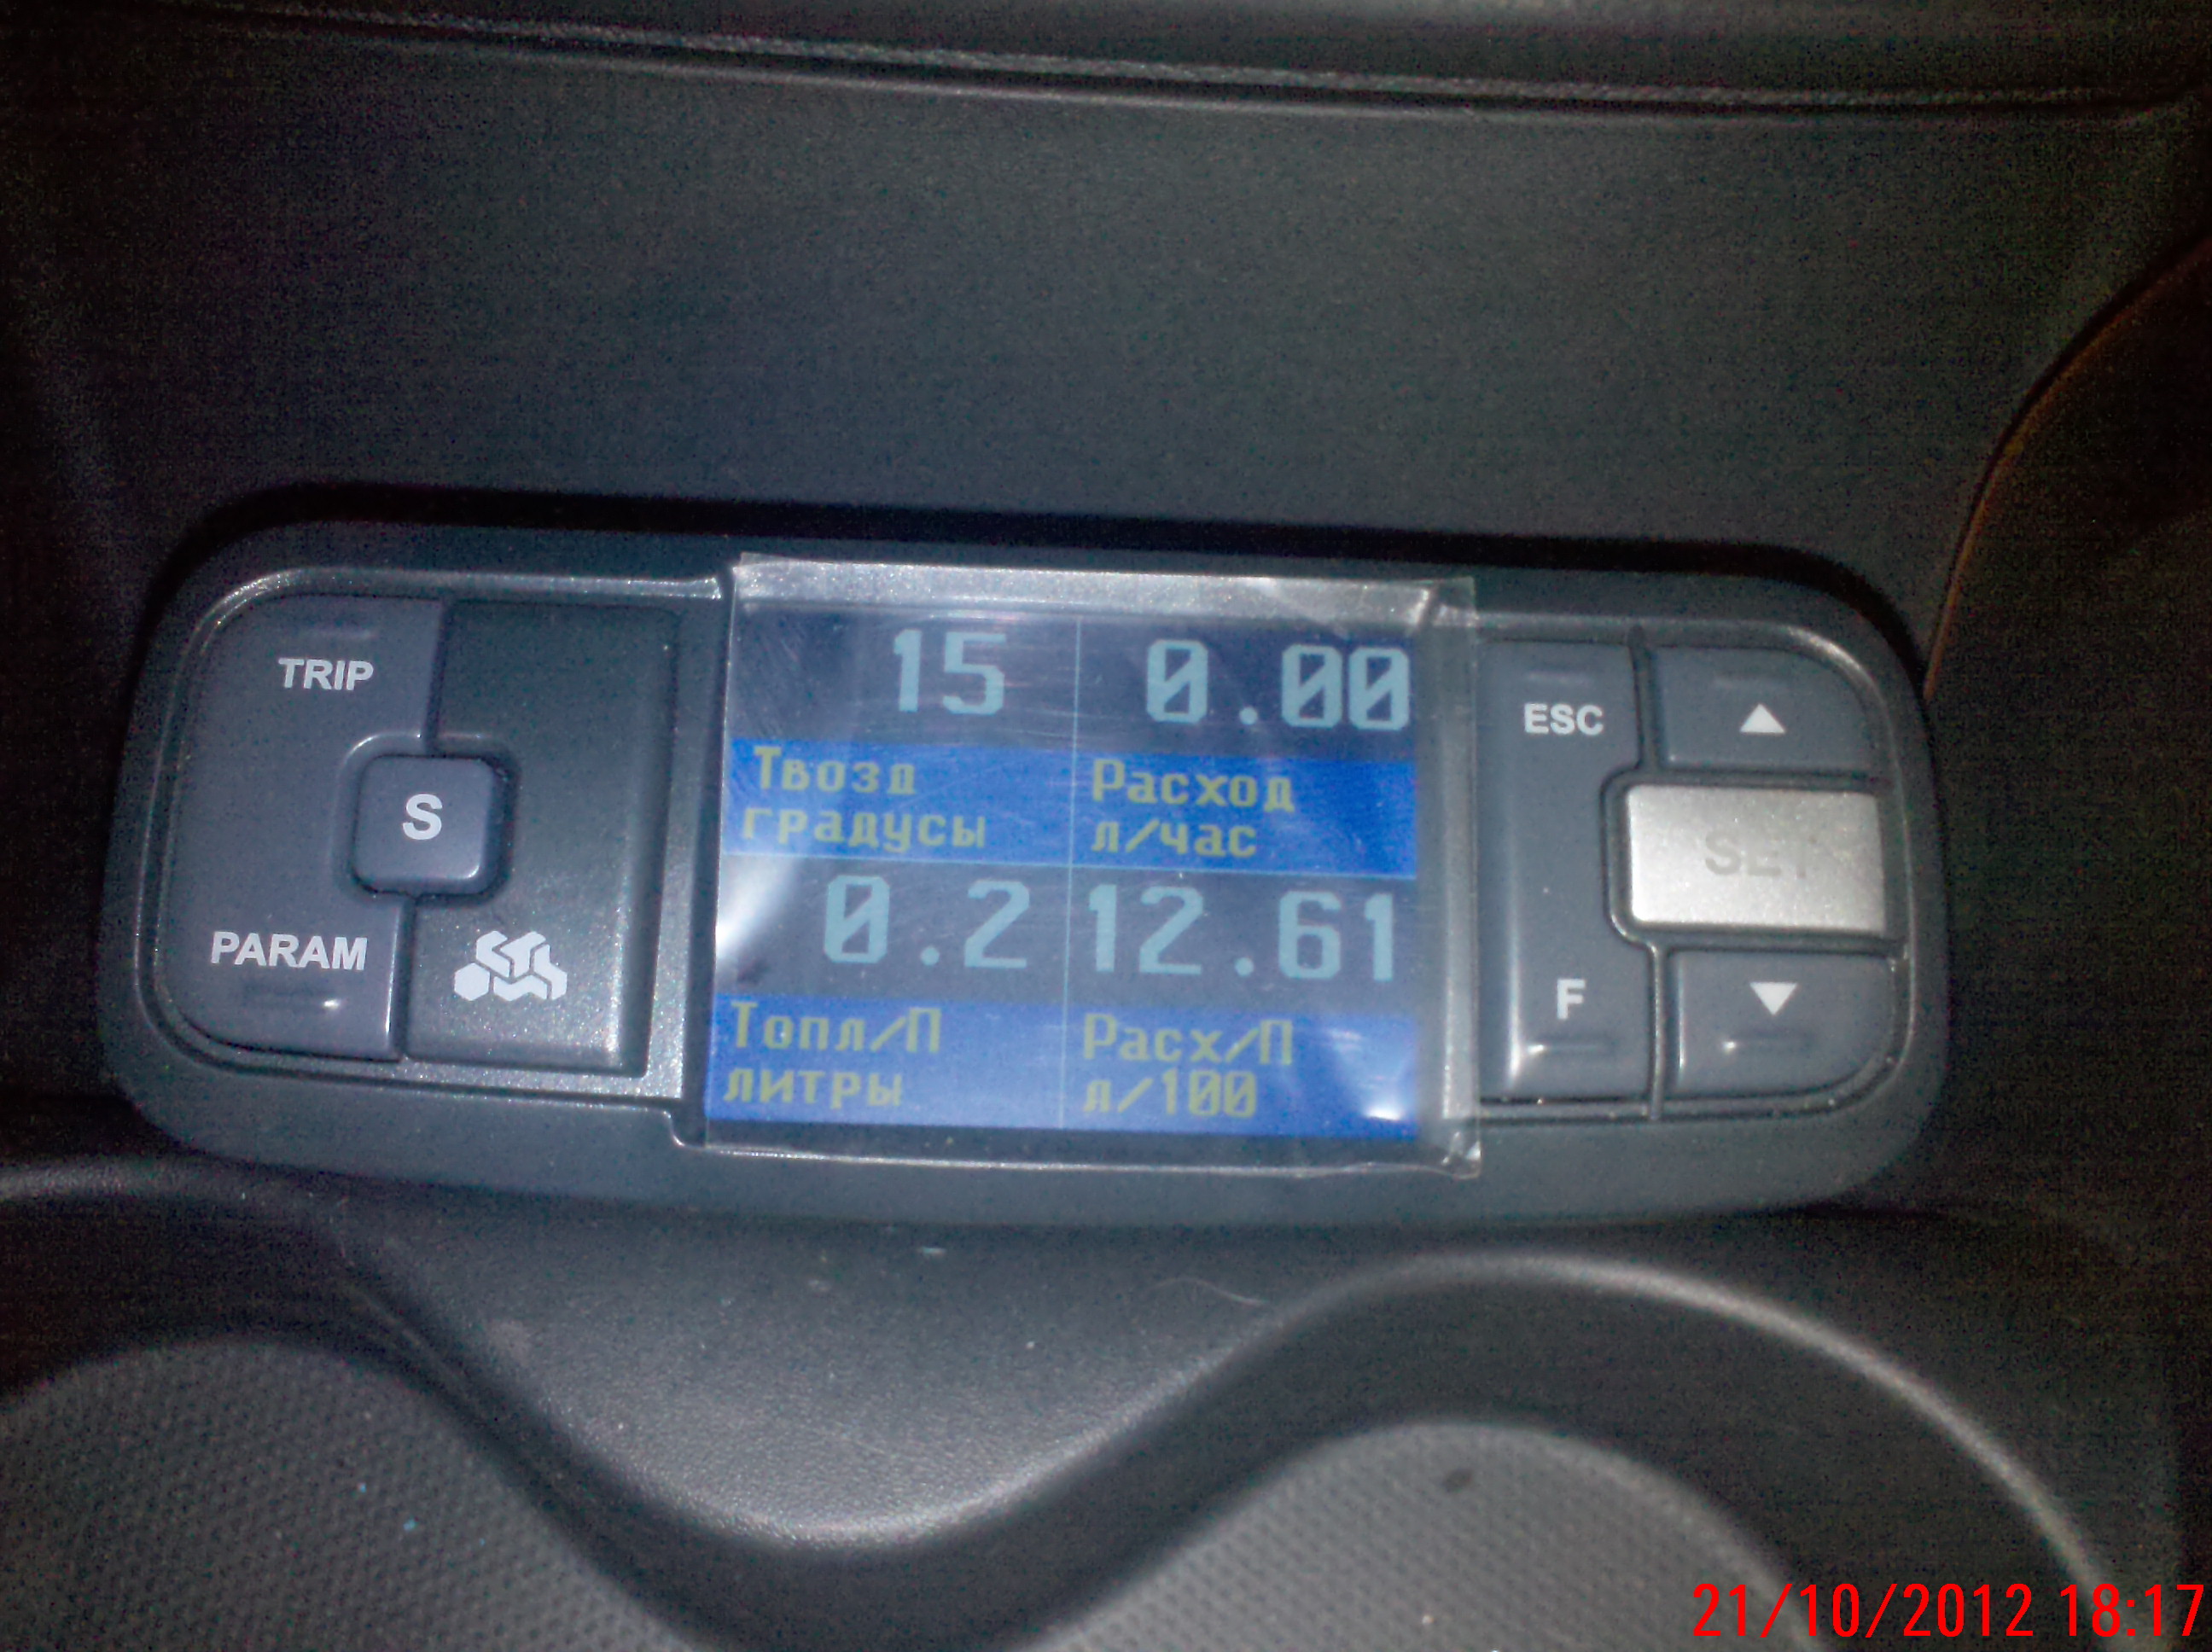 TRIP
S
PARAM
15 0.00
Твозд Расход
градусы л/час
0.2 12.61
Топл/П Расх/П
литры л/100
ESC
▲
SET
F
▼
21/10/2012 18:17